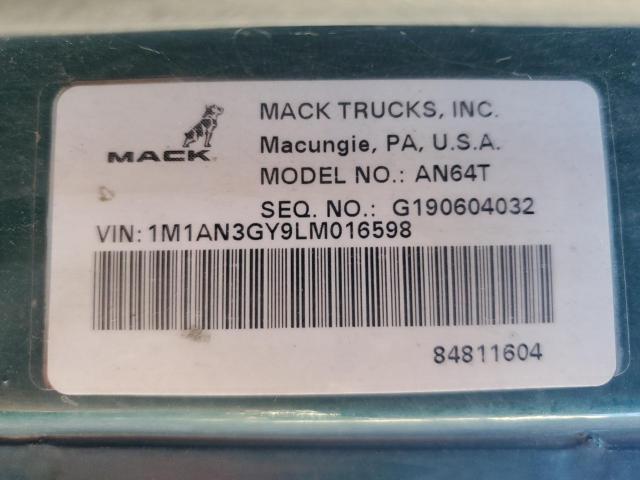 MACK
MACK TRUCKS, INC.
Macungie, PA, U.S.A.
MODEL NO.: AN64T
SEQ. NO.: G190604032
VIN: 1M1AN3GY9LM016598
84811604